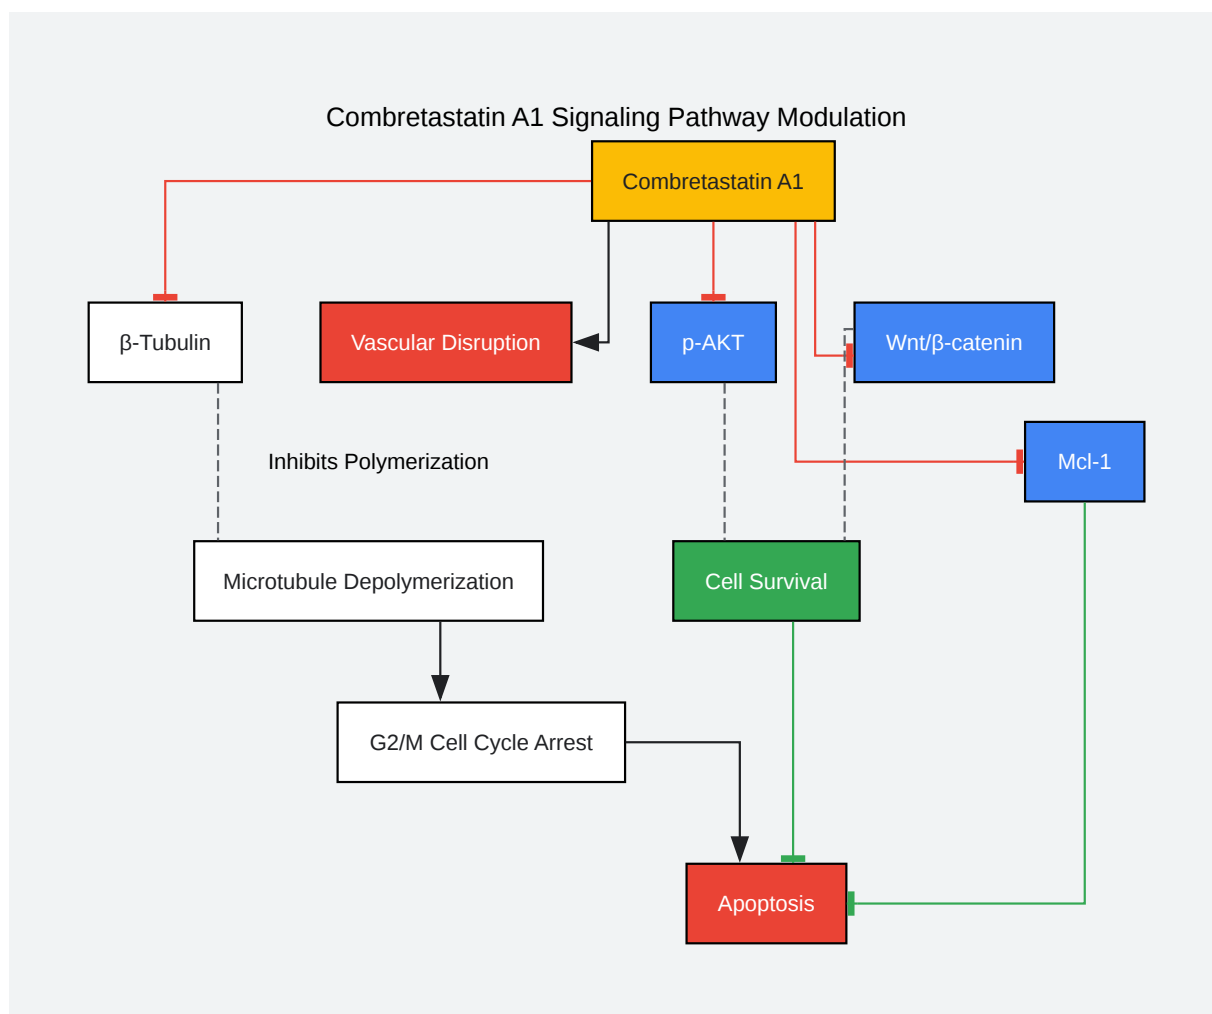 Combretastatin A1 Signaling Pathway Modulation
Combretastatin A1
β-Tubulin
Vascular Disruption
p-AKT
Wnt/β-catenin
Inhibits Polymerization
Mcl-1
Microtubule Depolymerization
Cell Survival
G2/M Cell Cycle Arrest
Apoptosis